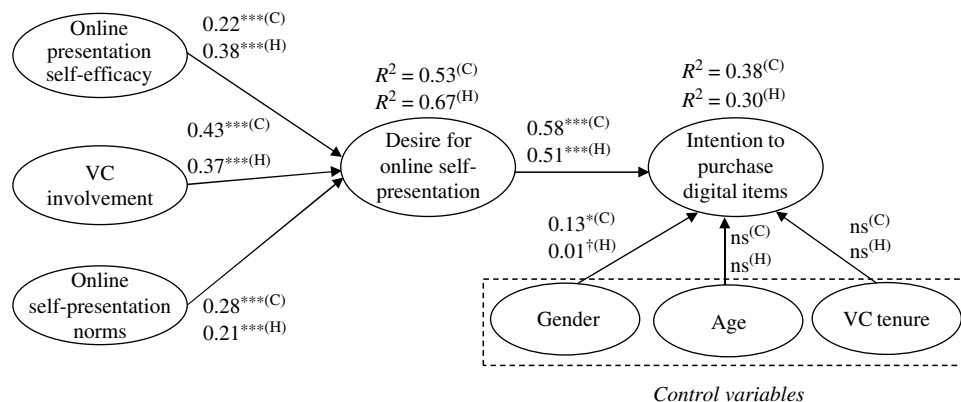 Online
presentation
self-efficacy
0.22***(C)
0.38***(H)
VC
involvement
0.43***(C)
0.37***(H)
Online
self-presentation
norms
0.28***(C)
0.21***(H)
R² = 0.53(C)
R² = 0.67(H)
Desire for
online self-
presentation
0.58***(C)
0.51***(H)
R² = 0.38(C)
R² = 0.30(H)
Intention to
purchase
digital items
0.13*(C)
0.01†(H)
ns(C)
ns(H)
ns(C)
ns(H)
Gender
Age
VC tenure
Control variables